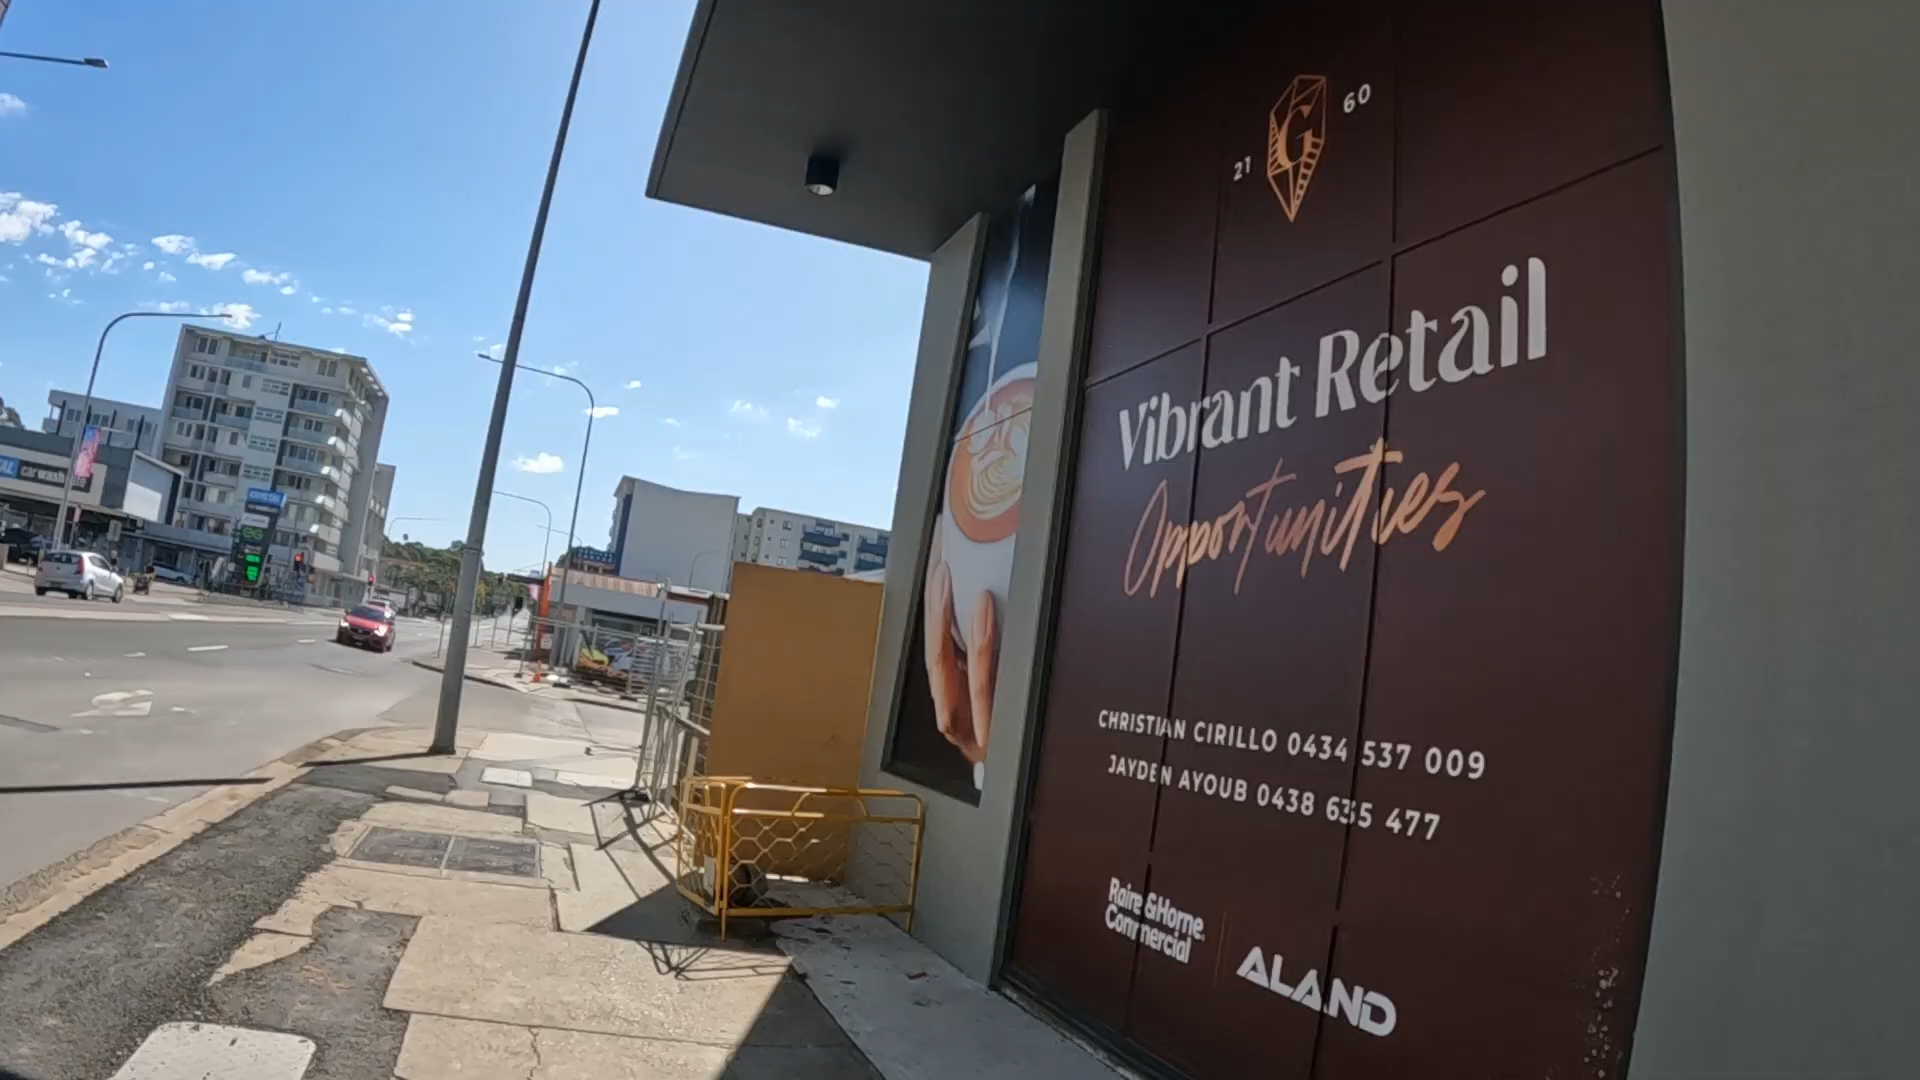 21 G 60
Vibrant Retail
Opportunities
CHRISTIAN CIRILLO 0434 537 009
JAYDEN AYOUB 0438 635 477
Raine &Horne.
Commercial
ALAND
carwash